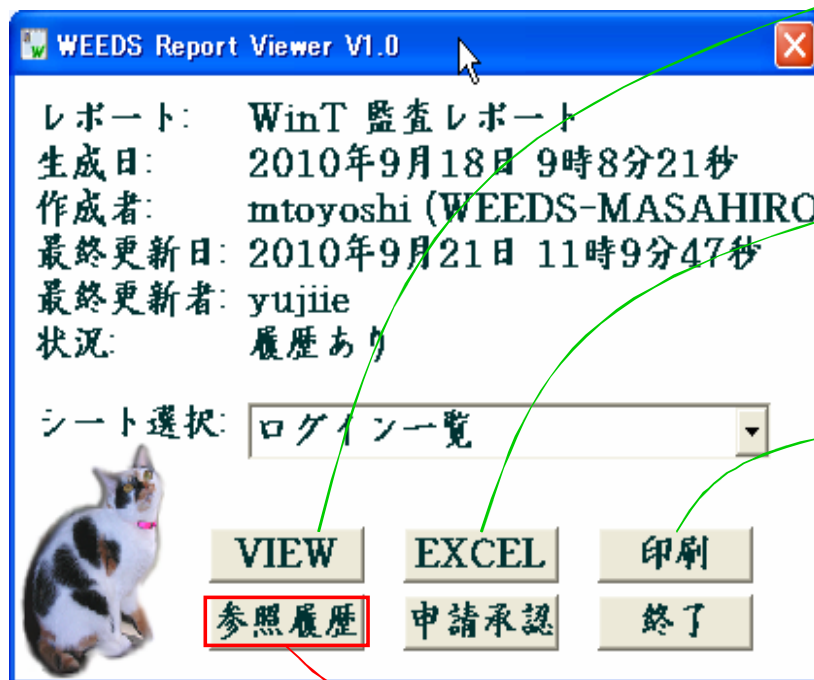 WEEDS Report Viewer V1.0
レポート: WinT 監査レポート
生成日: 2010年9月18日 9時8分21秒
作成者: mtoyoshi (WEEDS-MASAHIRO
最終更新日: 2010年9月21日 11時9分47秒
最終更新者: yujiie
状況: 履歴あり
シート選択: ログイン一覧
VIEW EXCEL 印刷
参照履歴 申請承認 終了